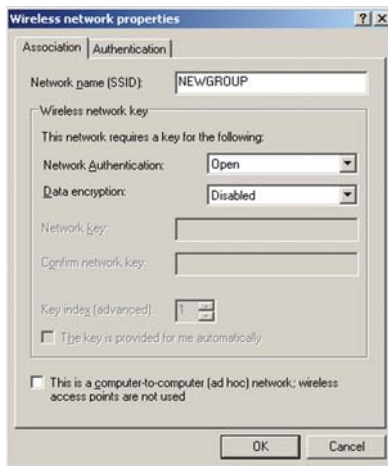 Wireless network properties
Association Authentication
Network name (SSID): NEWGROUP
Wireless network key
This network requires a key for the following:
Network Authentication: Open
Data encryption: Disabled
Network key:
Confirm network key:
Key index (advanced): 1
The key is provided for me automatically
This is a computer-to-computer (ad hoc) network; wireless
access points are not used
OK Cancel